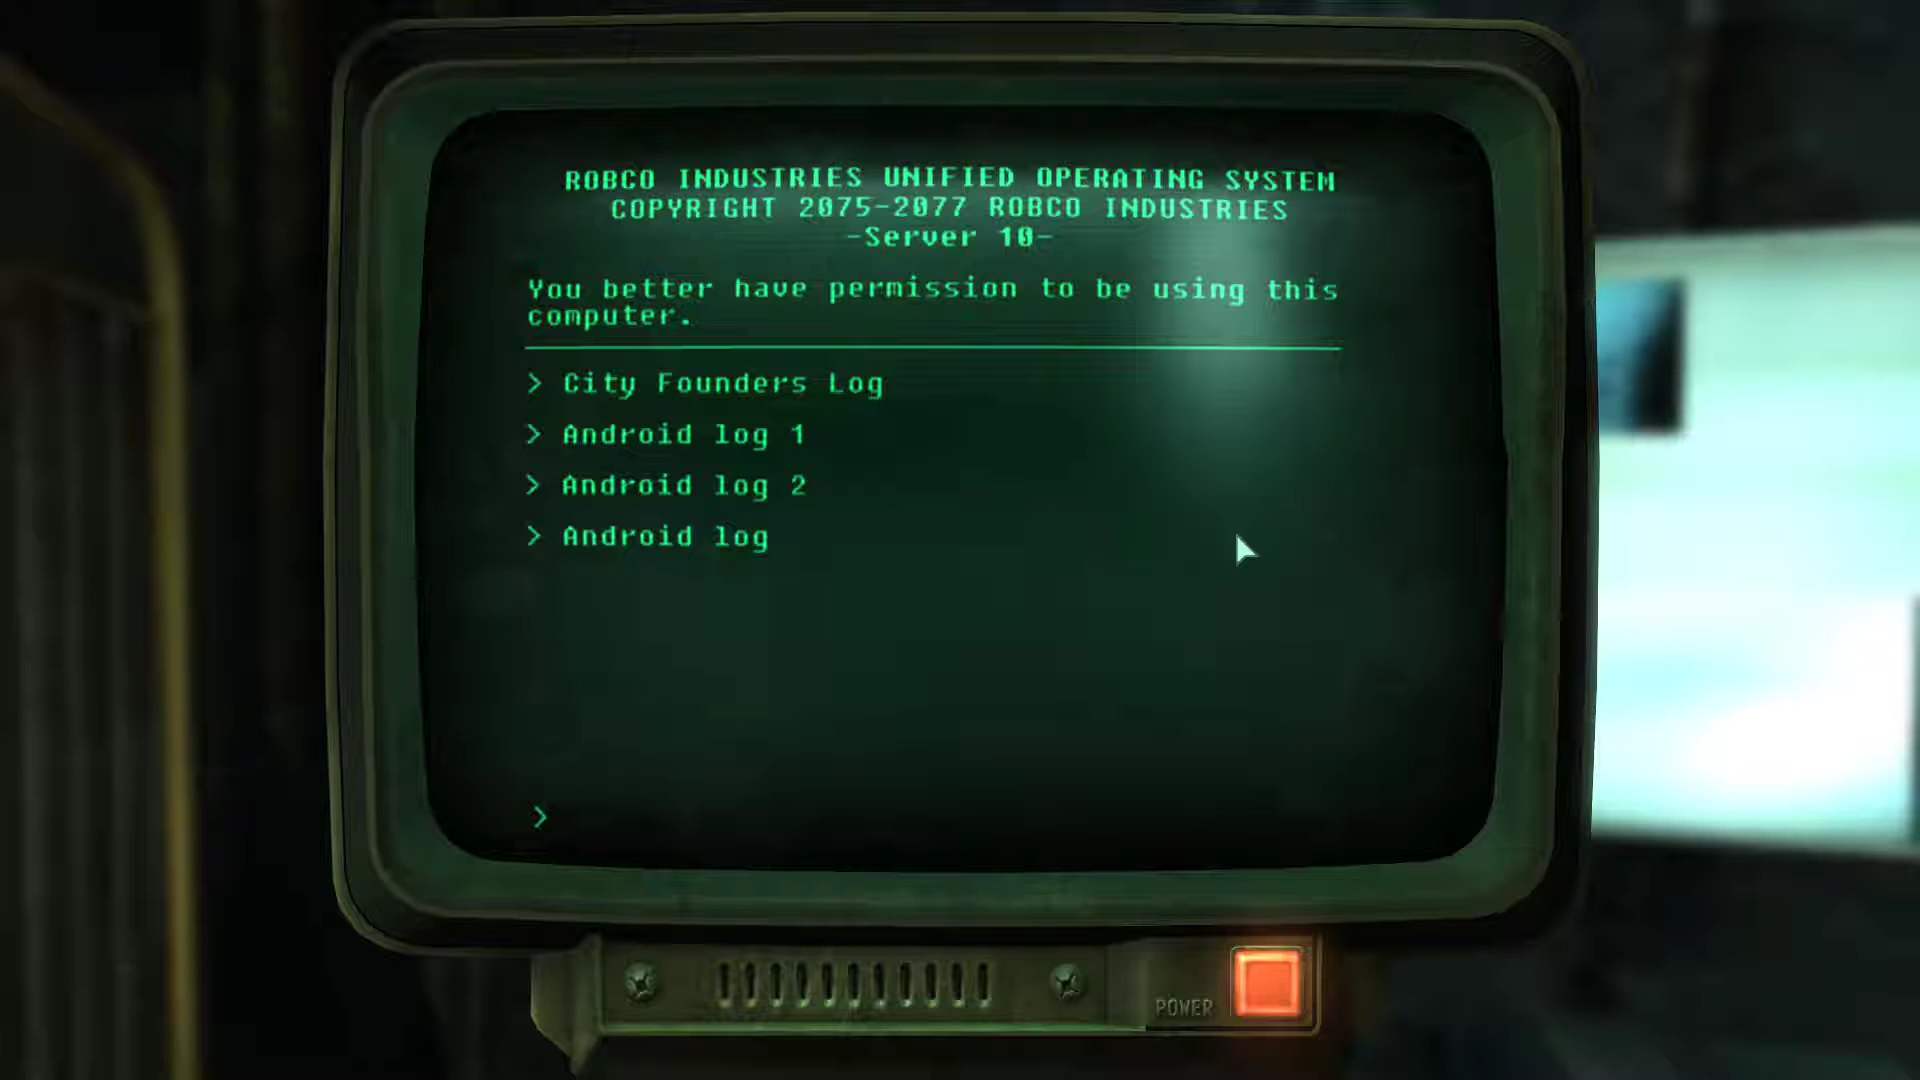 ROBCO INDUSTRIES UNIFIED OPERATING SYSTEM
COPYRIGHT 2075-2077 ROBCO INDUSTRIES
-Server 10-
You better have permission to be using this
computer.
> City Founders Log
> Android log 1
> Android log 2
> Android log
>
POWER